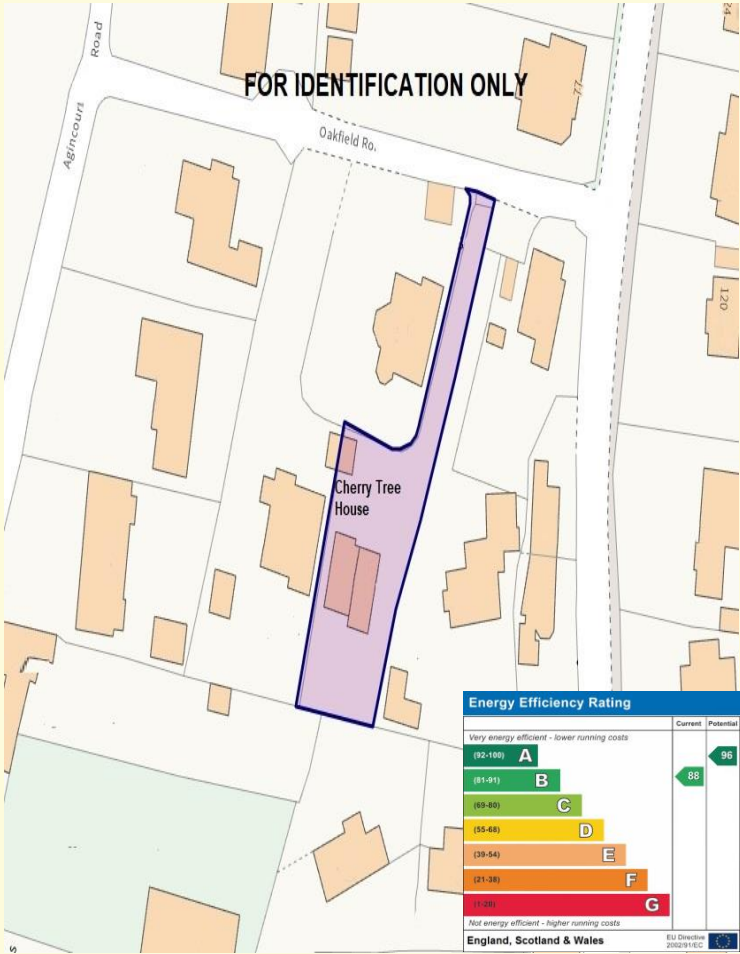 24
Road
FOR IDENTIFICATION ONLY
77
Agincourt
Oakfield Ro.
120
Cherry Tree
House
Energy Efficiency Rating
Current Potential
Very energy efficient - lower running costs
(92-100) A 96
(81-91) B 88
(69-80) C
(55-68) D
(39-54) E
(21-38) F
(1-20) G
Not energy efficient - higher running costs
England, Scotland & Wales
EU Directive
2002/91/EC
s